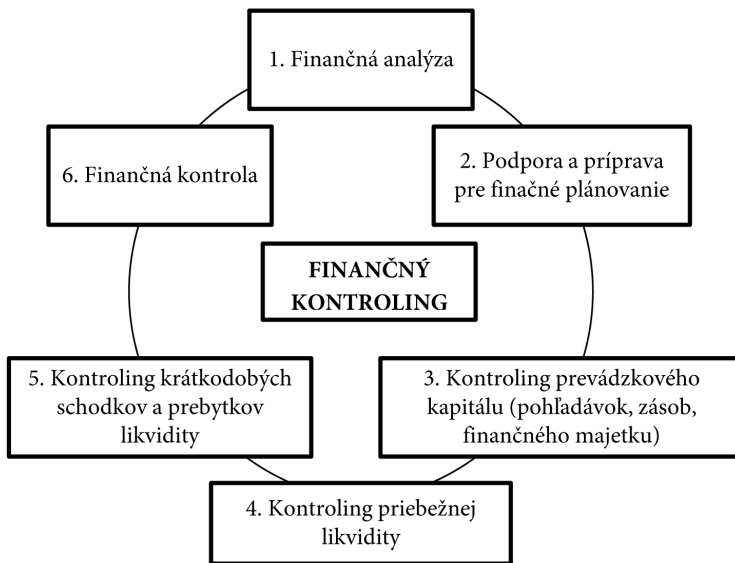 1. Finančná analýza
2. Podpora a príprava
pre finačné plánovanie
3. Kontroling prevádzkového
kapitálu (pohľadávok, zásob,
finančného majetku)
4. Kontroling priebežnej
likvidity
5. Kontroling krátkodobých
schodkov a prebytkov
likvidity
6. Finančná kontrola
FINANČNÝ
KONTROLING